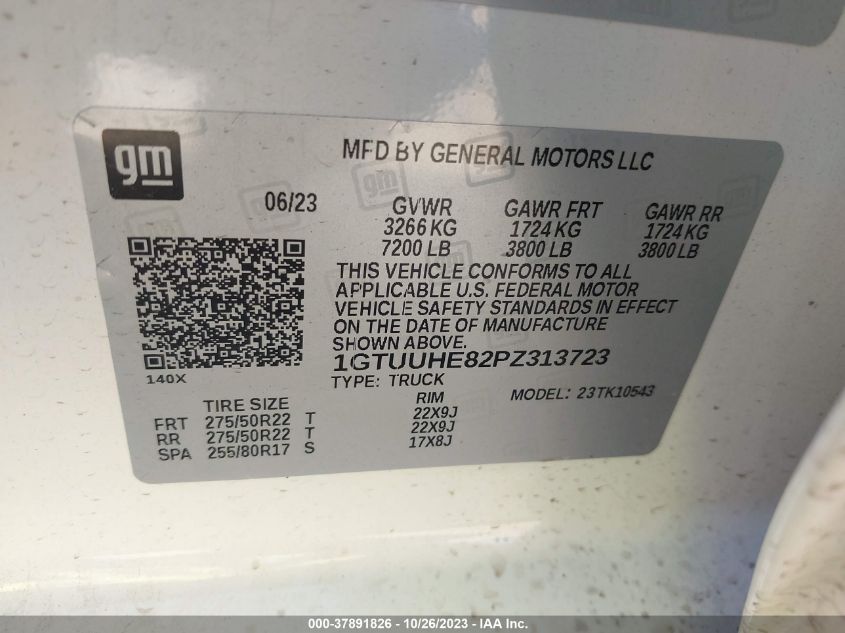 gm
MFD BY GENERAL MOTORS LLC
06/23
GVWR GAWR FRT GAWR RR
3266 KG 1724 KG 1724 KG
7200 LB 3800 LB 3800 LB
THIS VEHICLE CONFORMS TO ALL
APPLICABLE U.S. FEDERAL MOTOR
VEHICLE SAFETY STANDARDS IN EFFECT
ON THE DATE OF MANUFACTURE
SHOWN ABOVE.
1GTUUHE82PZ313723
140X
TYPE: TRUCK
MODEL: 23TK10543
TIRE SIZE RIM
FRT 275/50R22 T 22X9J
RR 275/50R22 T 22X9J
SPA 255/80R17 S 17X8J
000-37891826 / 10/26/2023 - © IAA Inc.